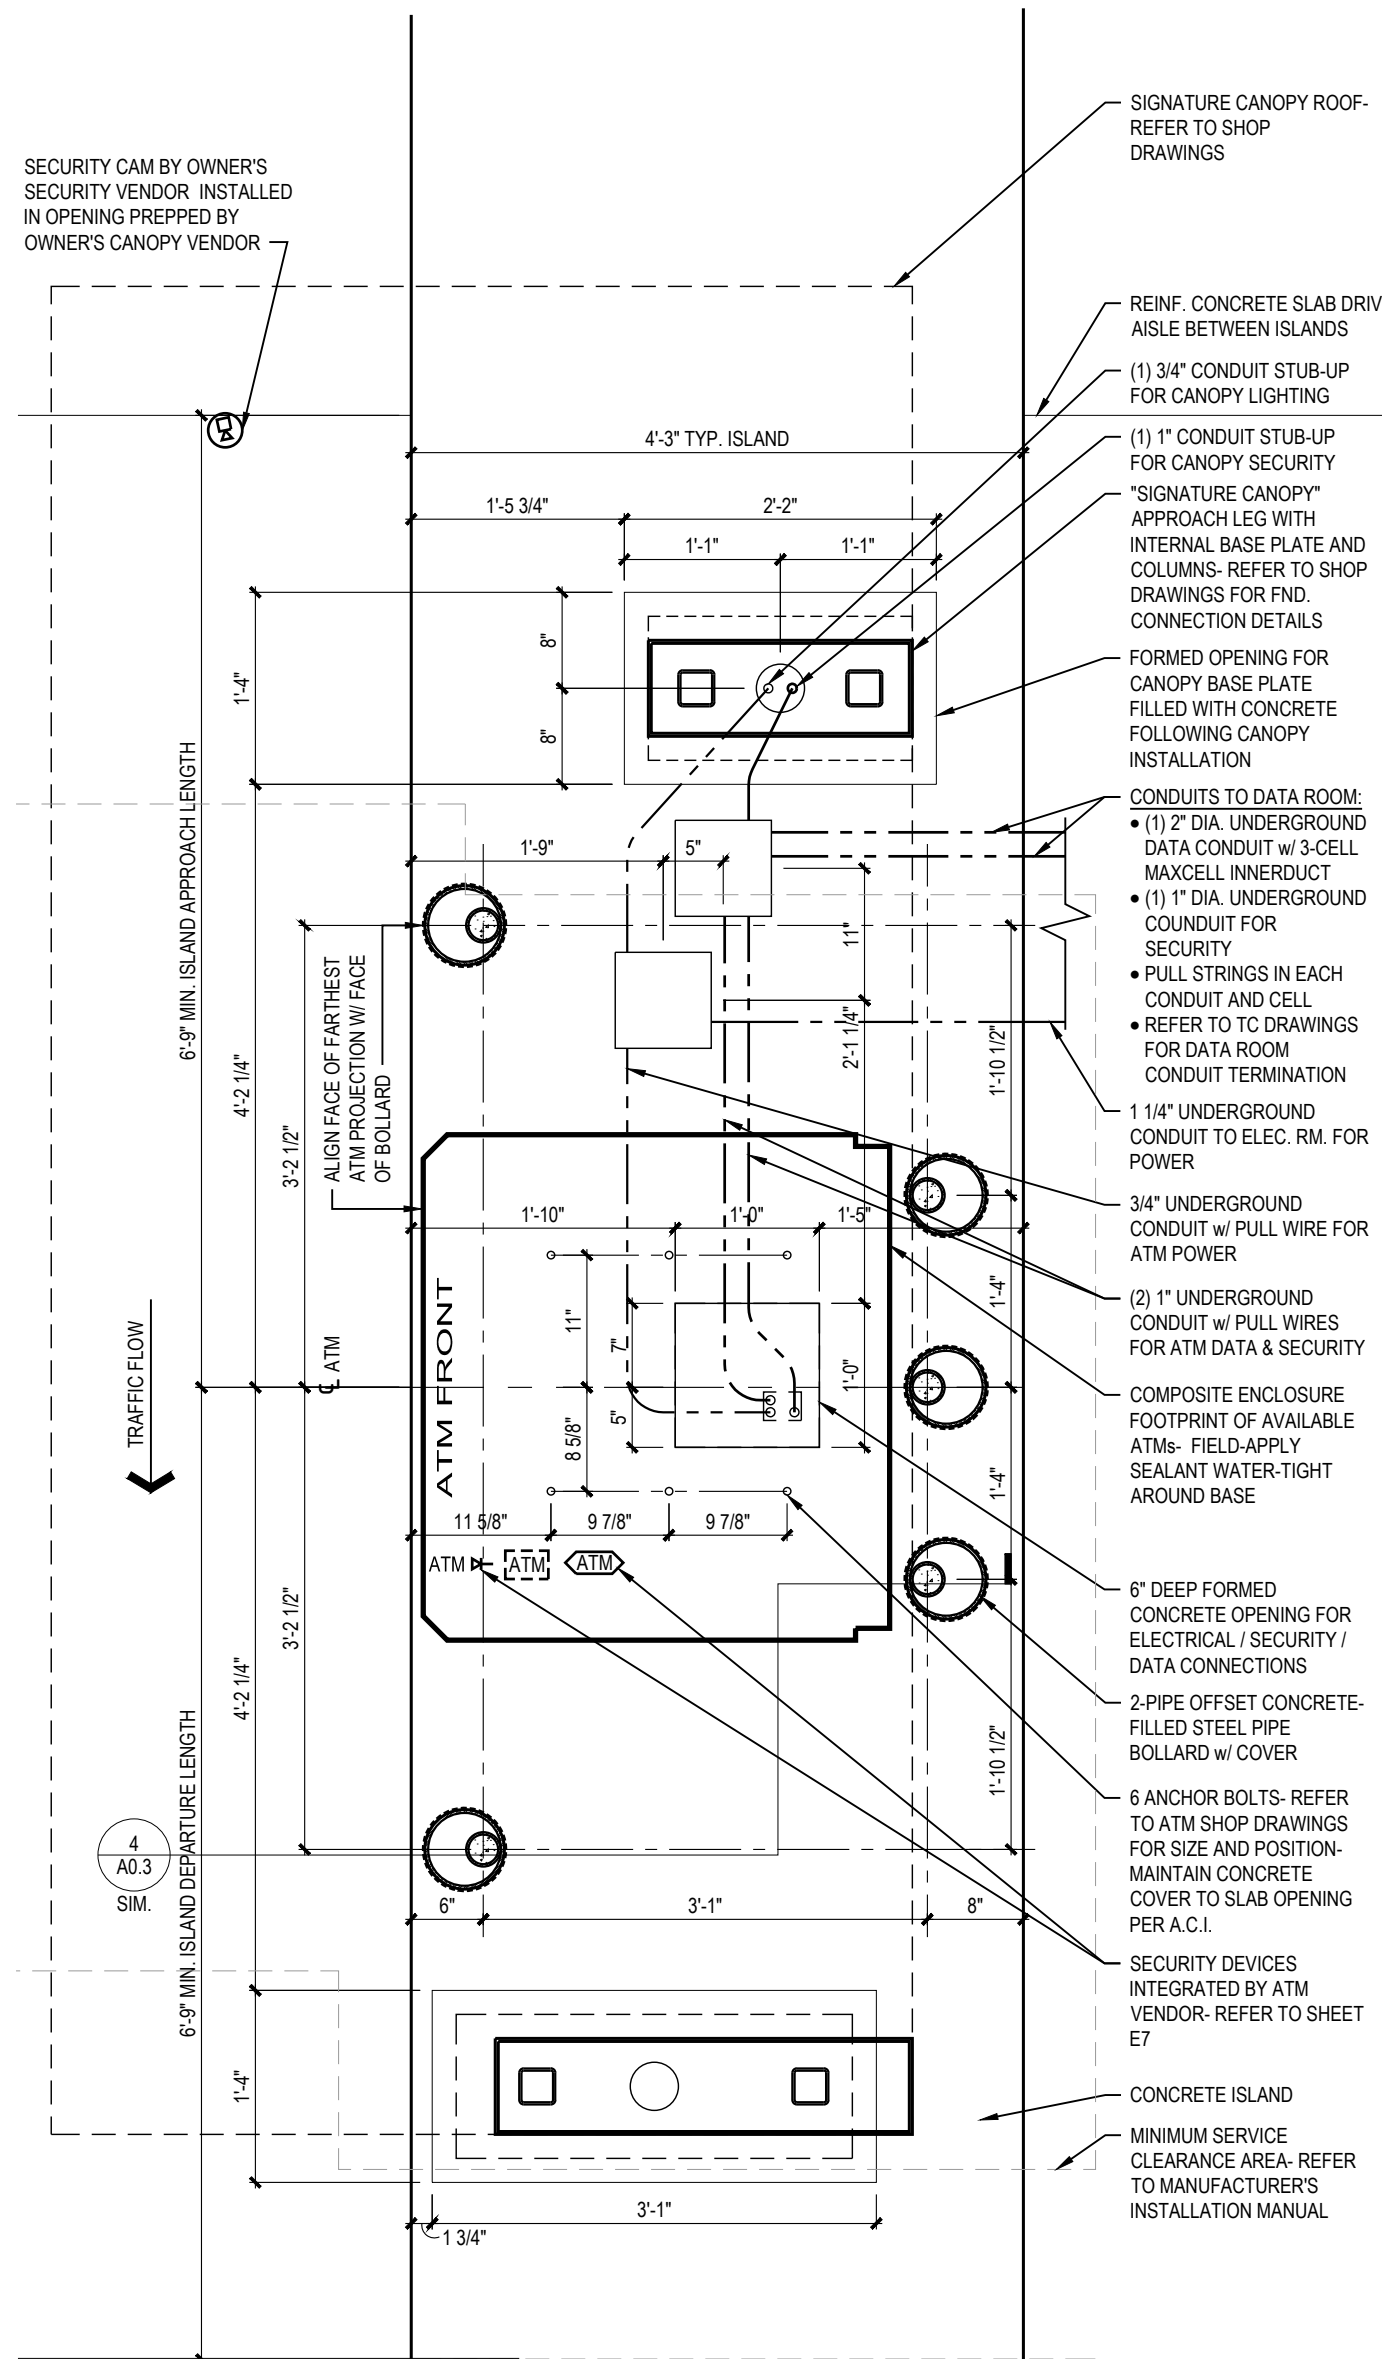 SIGNATURE CANOPY ROOF-
REFER TO SHOP
DRAWINGS
SECURITY CAM BY OWNER'S
SECURITY VENDOR INSTALLED
IN OPENING PREPPED BY
OWNER'S CANOPY VENDOR
REINF. CONCRETE SLAB DRIV
AISLE BETWEEN ISLANDS
(1) 3/4" CONDUIT STUB-UP
FOR CANOPY LIGHTING
(1) 1" CONDUIT STUB-UP
FOR CANOPY SECURITY
"SIGNATURE CANOPY"
APPROACH LEG WITH
INTERNAL BASE PLATE AND
COLUMNS- REFER TO SHOP
DRAWINGS FOR FND.
CONNECTION DETAILS
FORMED OPENING FOR
CANOPY BASE PLATE
FILLED WITH CONCRETE
FOLLOWING CANOPY
INSTALLATION
CONDUITS TO DATA ROOM:
• (1) 2" DIA. UNDERGROUND
DATA CONDUIT w/ 3-CELL
MAXCELL INNERDUCT
• (1) 1" DIA. UNDERGROUND
COUNDUIT FOR
SECURITY
• PULL STRINGS IN EACH
CONDUIT AND CELL
• REFER TO TC DRAWINGS
FOR DATA ROOM
CONDUIT TERMINATION
1 1/4" UNDERGROUND
CONDUIT TO ELEC. RM. FOR
POWER
3/4" UNDERGROUND
CONDUIT w/ PULL WIRE FOR
ATM POWER
(2) 1" UNDERGROUND
CONDUIT w/ PULL WIRES
FOR ATM DATA & SECURITY
COMPOSITE ENCLOSURE
FOOTPRINT OF AVAILABLE
ATMs- FIELD-APPLY
SEALANT WATER-TIGHT
AROUND BASE
6" DEEP FORMED
CONCRETE OPENING FOR
ELECTRICAL / SECURITY /
DATA CONNECTIONS
2-PIPE OFFSET CONCRETE-
FILLED STEEL PIPE
BOLLARD w/ COVER
6 ANCHOR BOLTS- REFER
TO ATM SHOP DRAWINGS
FOR SIZE AND POSITION-
MAINTAIN CONCRETE
COVER TO SLAB OPENING
PER A.C.I.
SECURITY DEVICES
INTEGRATED BY ATM
VENDOR- REFER TO SHEET
E7
CONCRETE ISLAND
MINIMUM SERVICE
CLEARANCE AREA- REFER
TO MANUFACTURER'S
INSTALLATION MANUAL
4'-3" TYP. ISLAND
1'-5 3/4"
2'-2"
1'-1"
1'-1"
8"
8"
1'-4"
6'-9" MIN. ISLAND APPROACH LENGTH
4'-2 1/4"
3'-2 1/2"
ALIGN FACE OF FARTHEST
ATM PROJECTION W/ FACE
OF BOLLARD
1'-9"
5"
11"
2'-1 1/4"
1'-10 1/2"
1'-10"
1'-0"
1'-5"
1'-4"
11"
7"
1'-0"
ATM FRONT
TRAFFIC FLOW
℄ ATM
5"
8 5/8"
1'-4"
11 5/8"
9 7/8"
9 7/8"
ATM
ATM
ATM
3'-2 1/2"
4'-2 1/4"
6'-9" MIN. ISLAND DEPARTURE LENGTH
1'-10 1/2"
4
A0.3
SIM.
6"
3'-1"
8"
1'-4"
3'-1"
1 3/4"